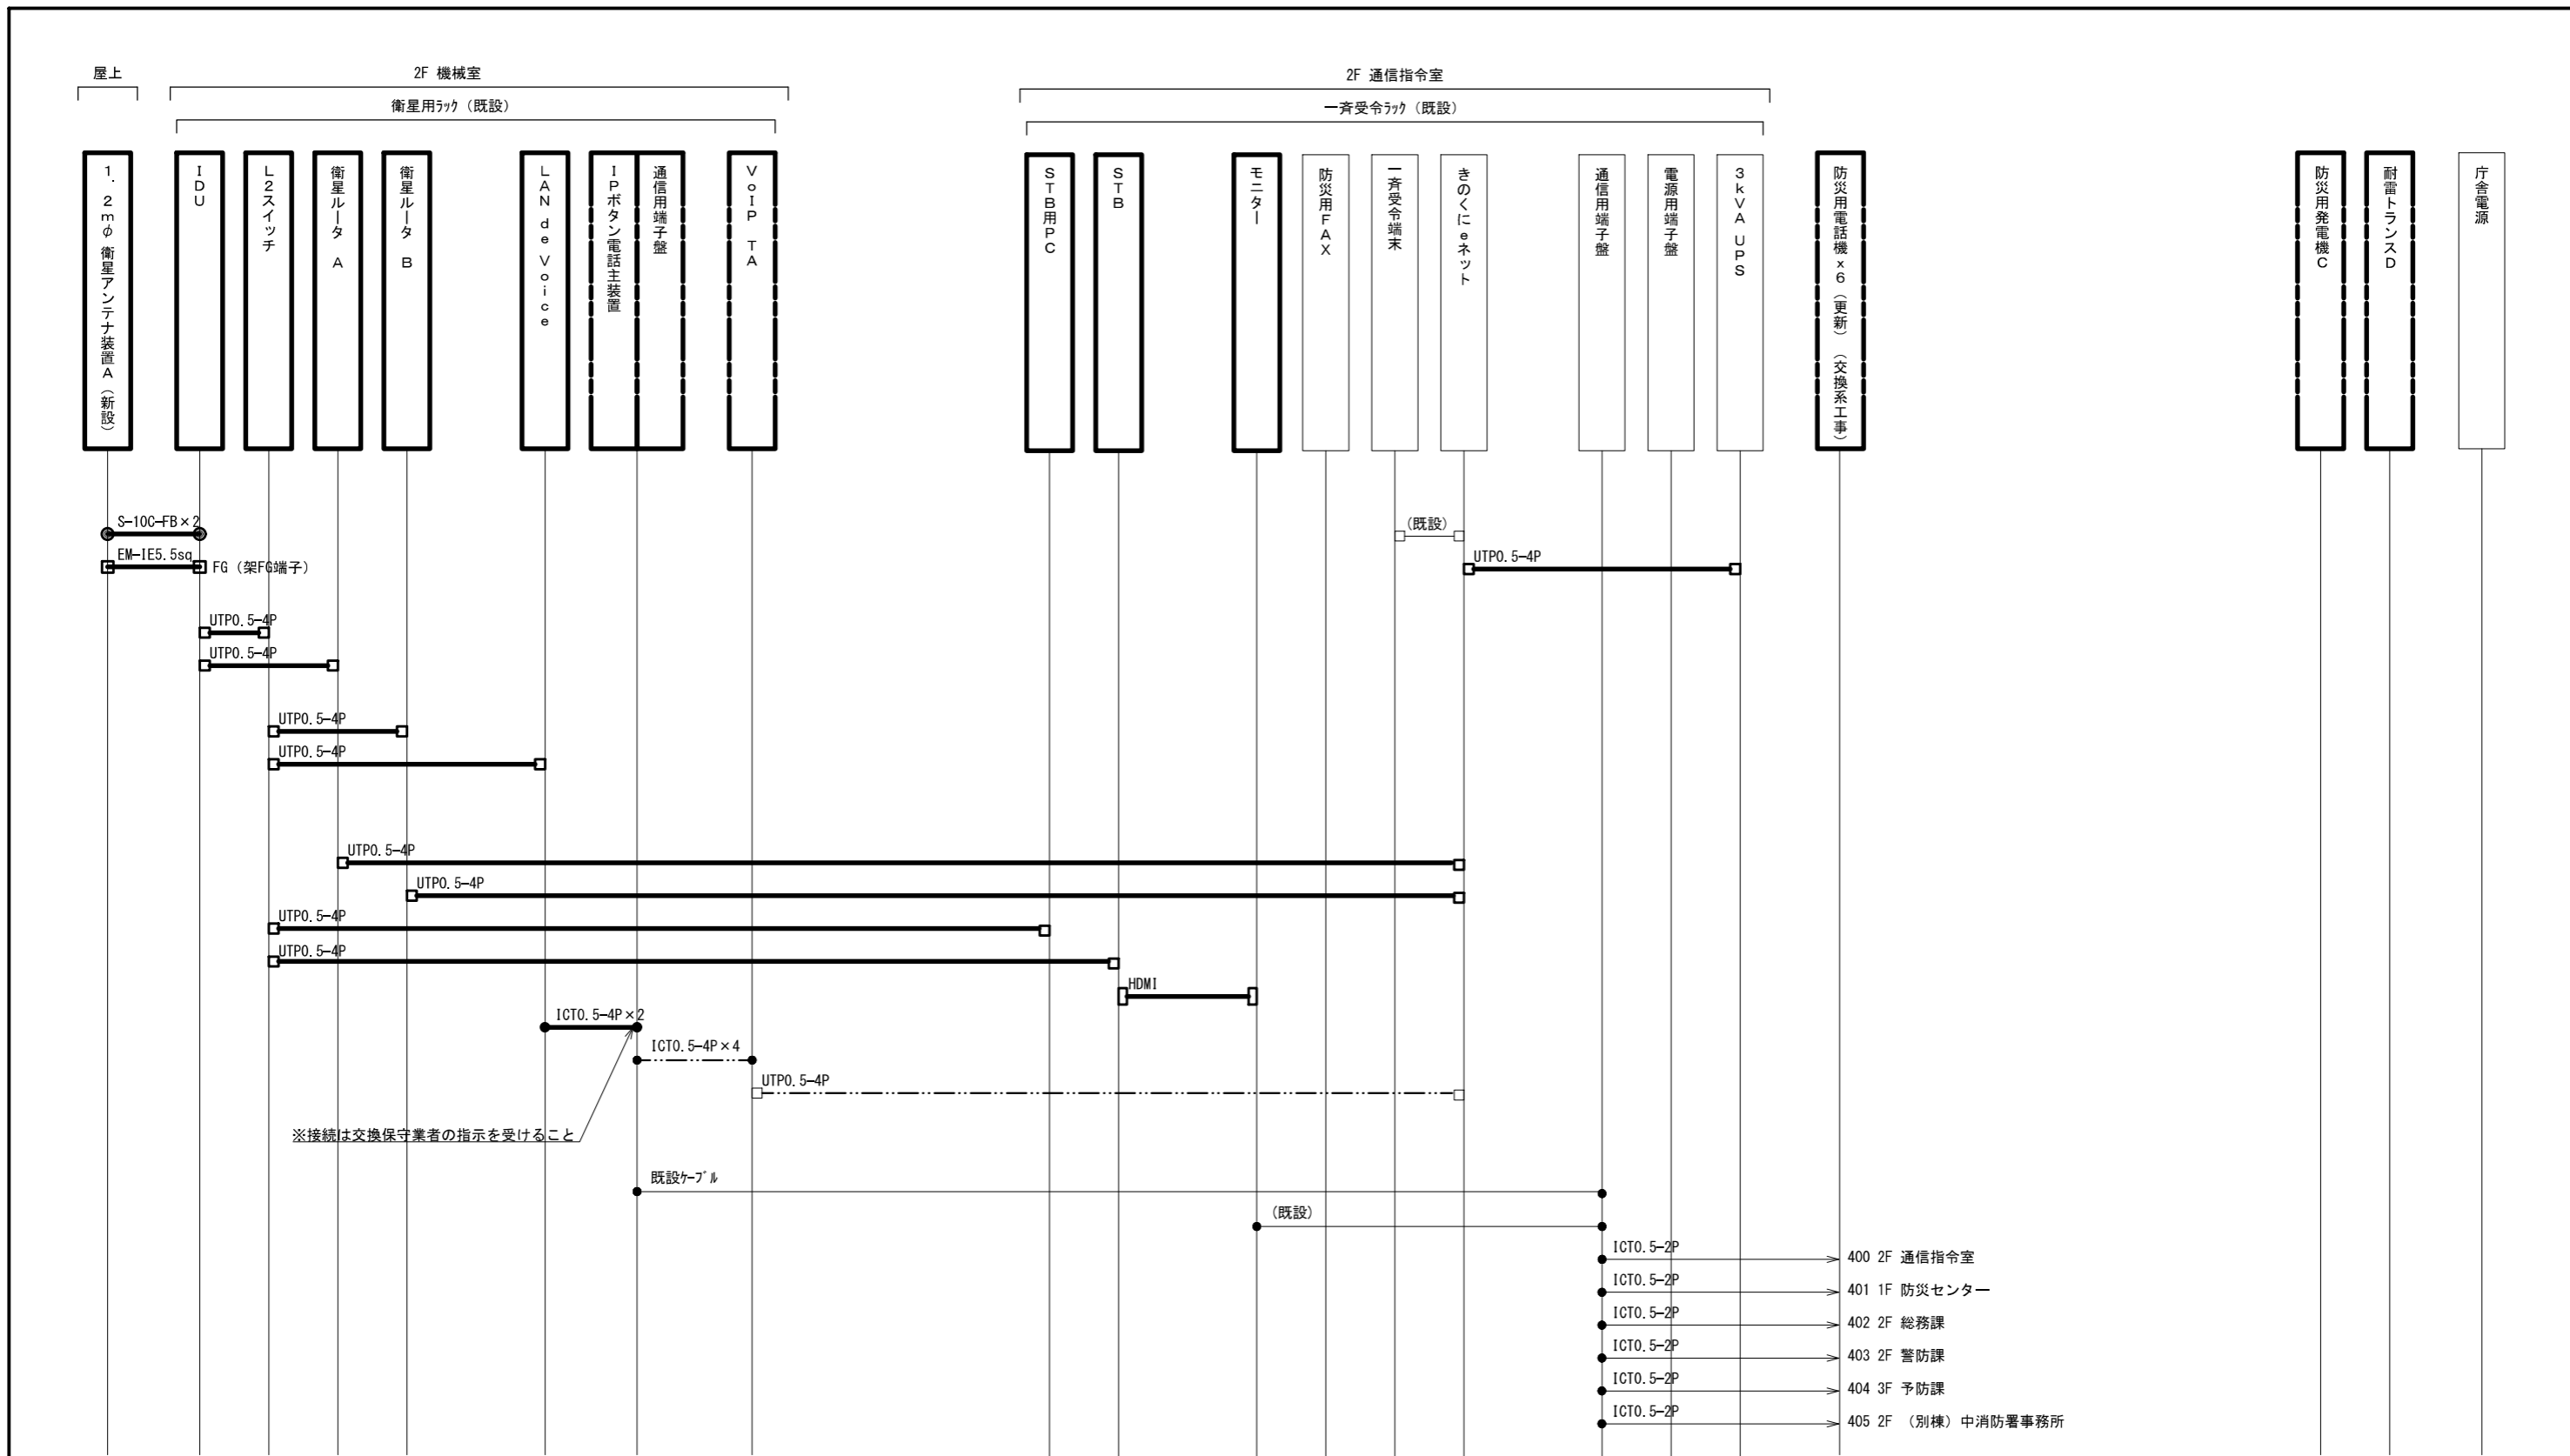 屋上
2F 機械室
2F 通信指令室
衛星用ﾗｯｸ（既設）
一斉受令ﾗｯｸ（既設）
１．２ｍφ 衛星アンテナ装置Ａ（新設）
ＩＤＵ
Ｌ２スイッチ
衛星ルータ　Ａ
衛星ルータ　Ｂ
ＬＡＮ ｄｅ Ｖｏｉｃｅ
ＩＰボタン電話主装置
通信用端子盤
ＶｏＩＰ　ＴＡ
ＳＴＢ用ＰＣ
ＳＴＢ
モニター
防災用ＦＡＸ
一斉受令端末
きのくにｅネット
通信用端子盤
電源用端子盤
３ｋＶＡ　ＵＰＳ
防災用電話機ｘ６（更新）（交換系工事）
防災用発電機Ｃ
耐雷トランスＤ
庁舎電源
S-10C-FB×2
(既設)
EM-IE5.5sq
FG（架FG端子）
UTP0.5-4P
UTP0.5-4P
UTP0.5-4P
UTP0.5-4P
UTP0.5-4P
UTP0.5-4P
UTP0.5-4P
UTP0.5-4P
UTP0.5-4P
HDMI
ICT0.5-4P×2
ICT0.5-4P×4
UTP0.5-4P
※接続は交換保守業者の指示を受けること
既設ｹｰﾌﾞﾙ
(既設)
ICT0.5-2P
400 2F 通信指令室
ICT0.5-2P
401 1F 防災センター
ICT0.5-2P
402 2F 総務課
ICT0.5-2P
403 2F 警防課
ICT0.5-2P
404 3F 予防課
ICT0.5-2P
405 2F （別棟）中消防署事務所